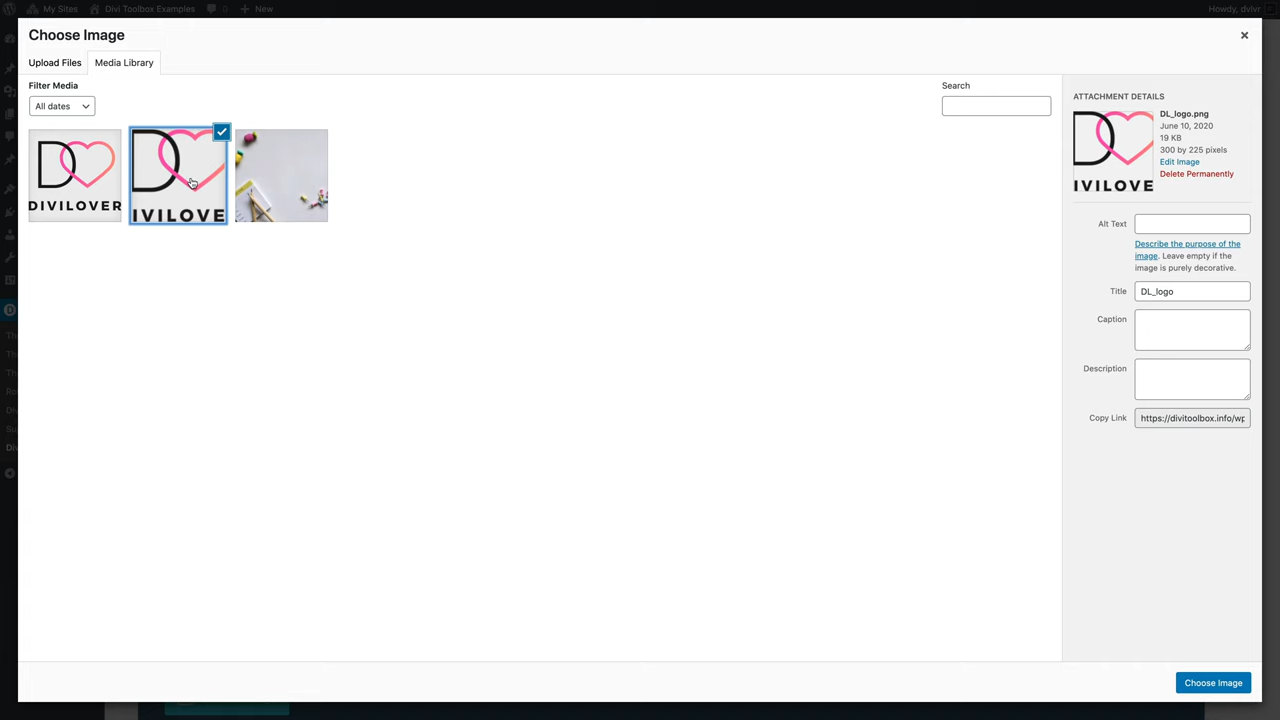 My Sites
Divi Toolbox Examples
0
New
Howdy, dvlvr
Choose Image
Upload Files
Media Library
Filter Media
All dates
Search
DIVILOVER
IVILOVE
ATTACHMENT DETAILS
IVILOVE
DL_logo.png
June 10, 2020
19 KB
300 by 225 pixels
Edit Image
Delete Permanently
Alt Text
Describe the purpose of the
image. Leave empty if the
image is purely decorative.
Title
DL_logo
Caption
Description
Copy Link
https://divitoolbox.info/wp
Choose Image